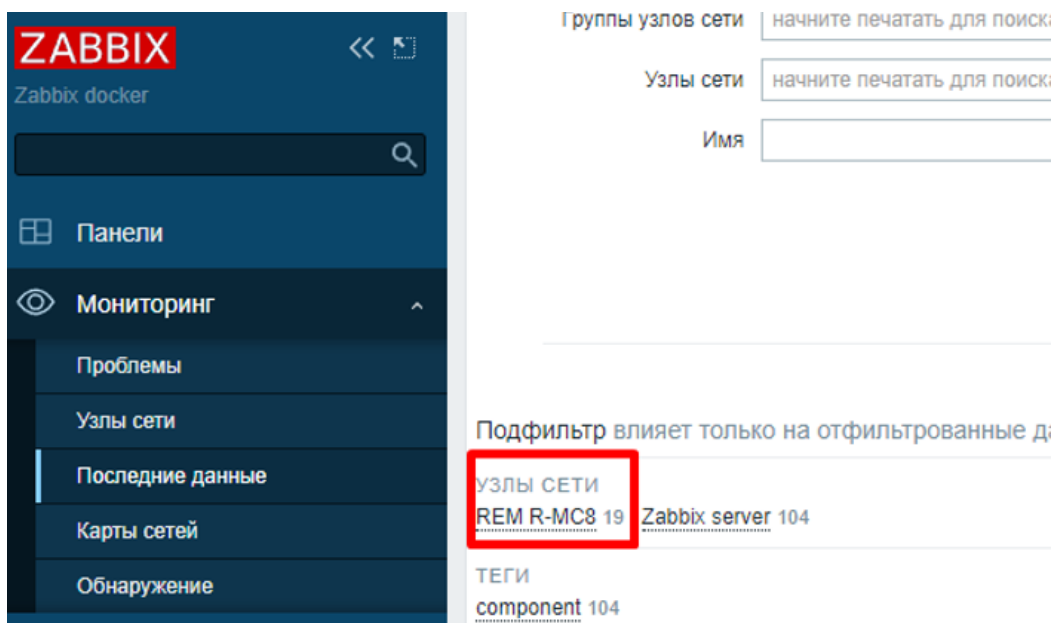 ZABBIX
Zabbix docker
Панели
Мониторинг
Проблемы
Узлы сети
Последние данные
Карты сетей
Обнаружение
Группы узлов сети начните печатать для поиска
Узлы сети начните печатать для поиска
Имя
Подфильтр влияет только на отфильтрованные да
УЗЛЫ СЕТИ
REM R-MC8 19 Zabbix server 104
ТЕГИ
component 104